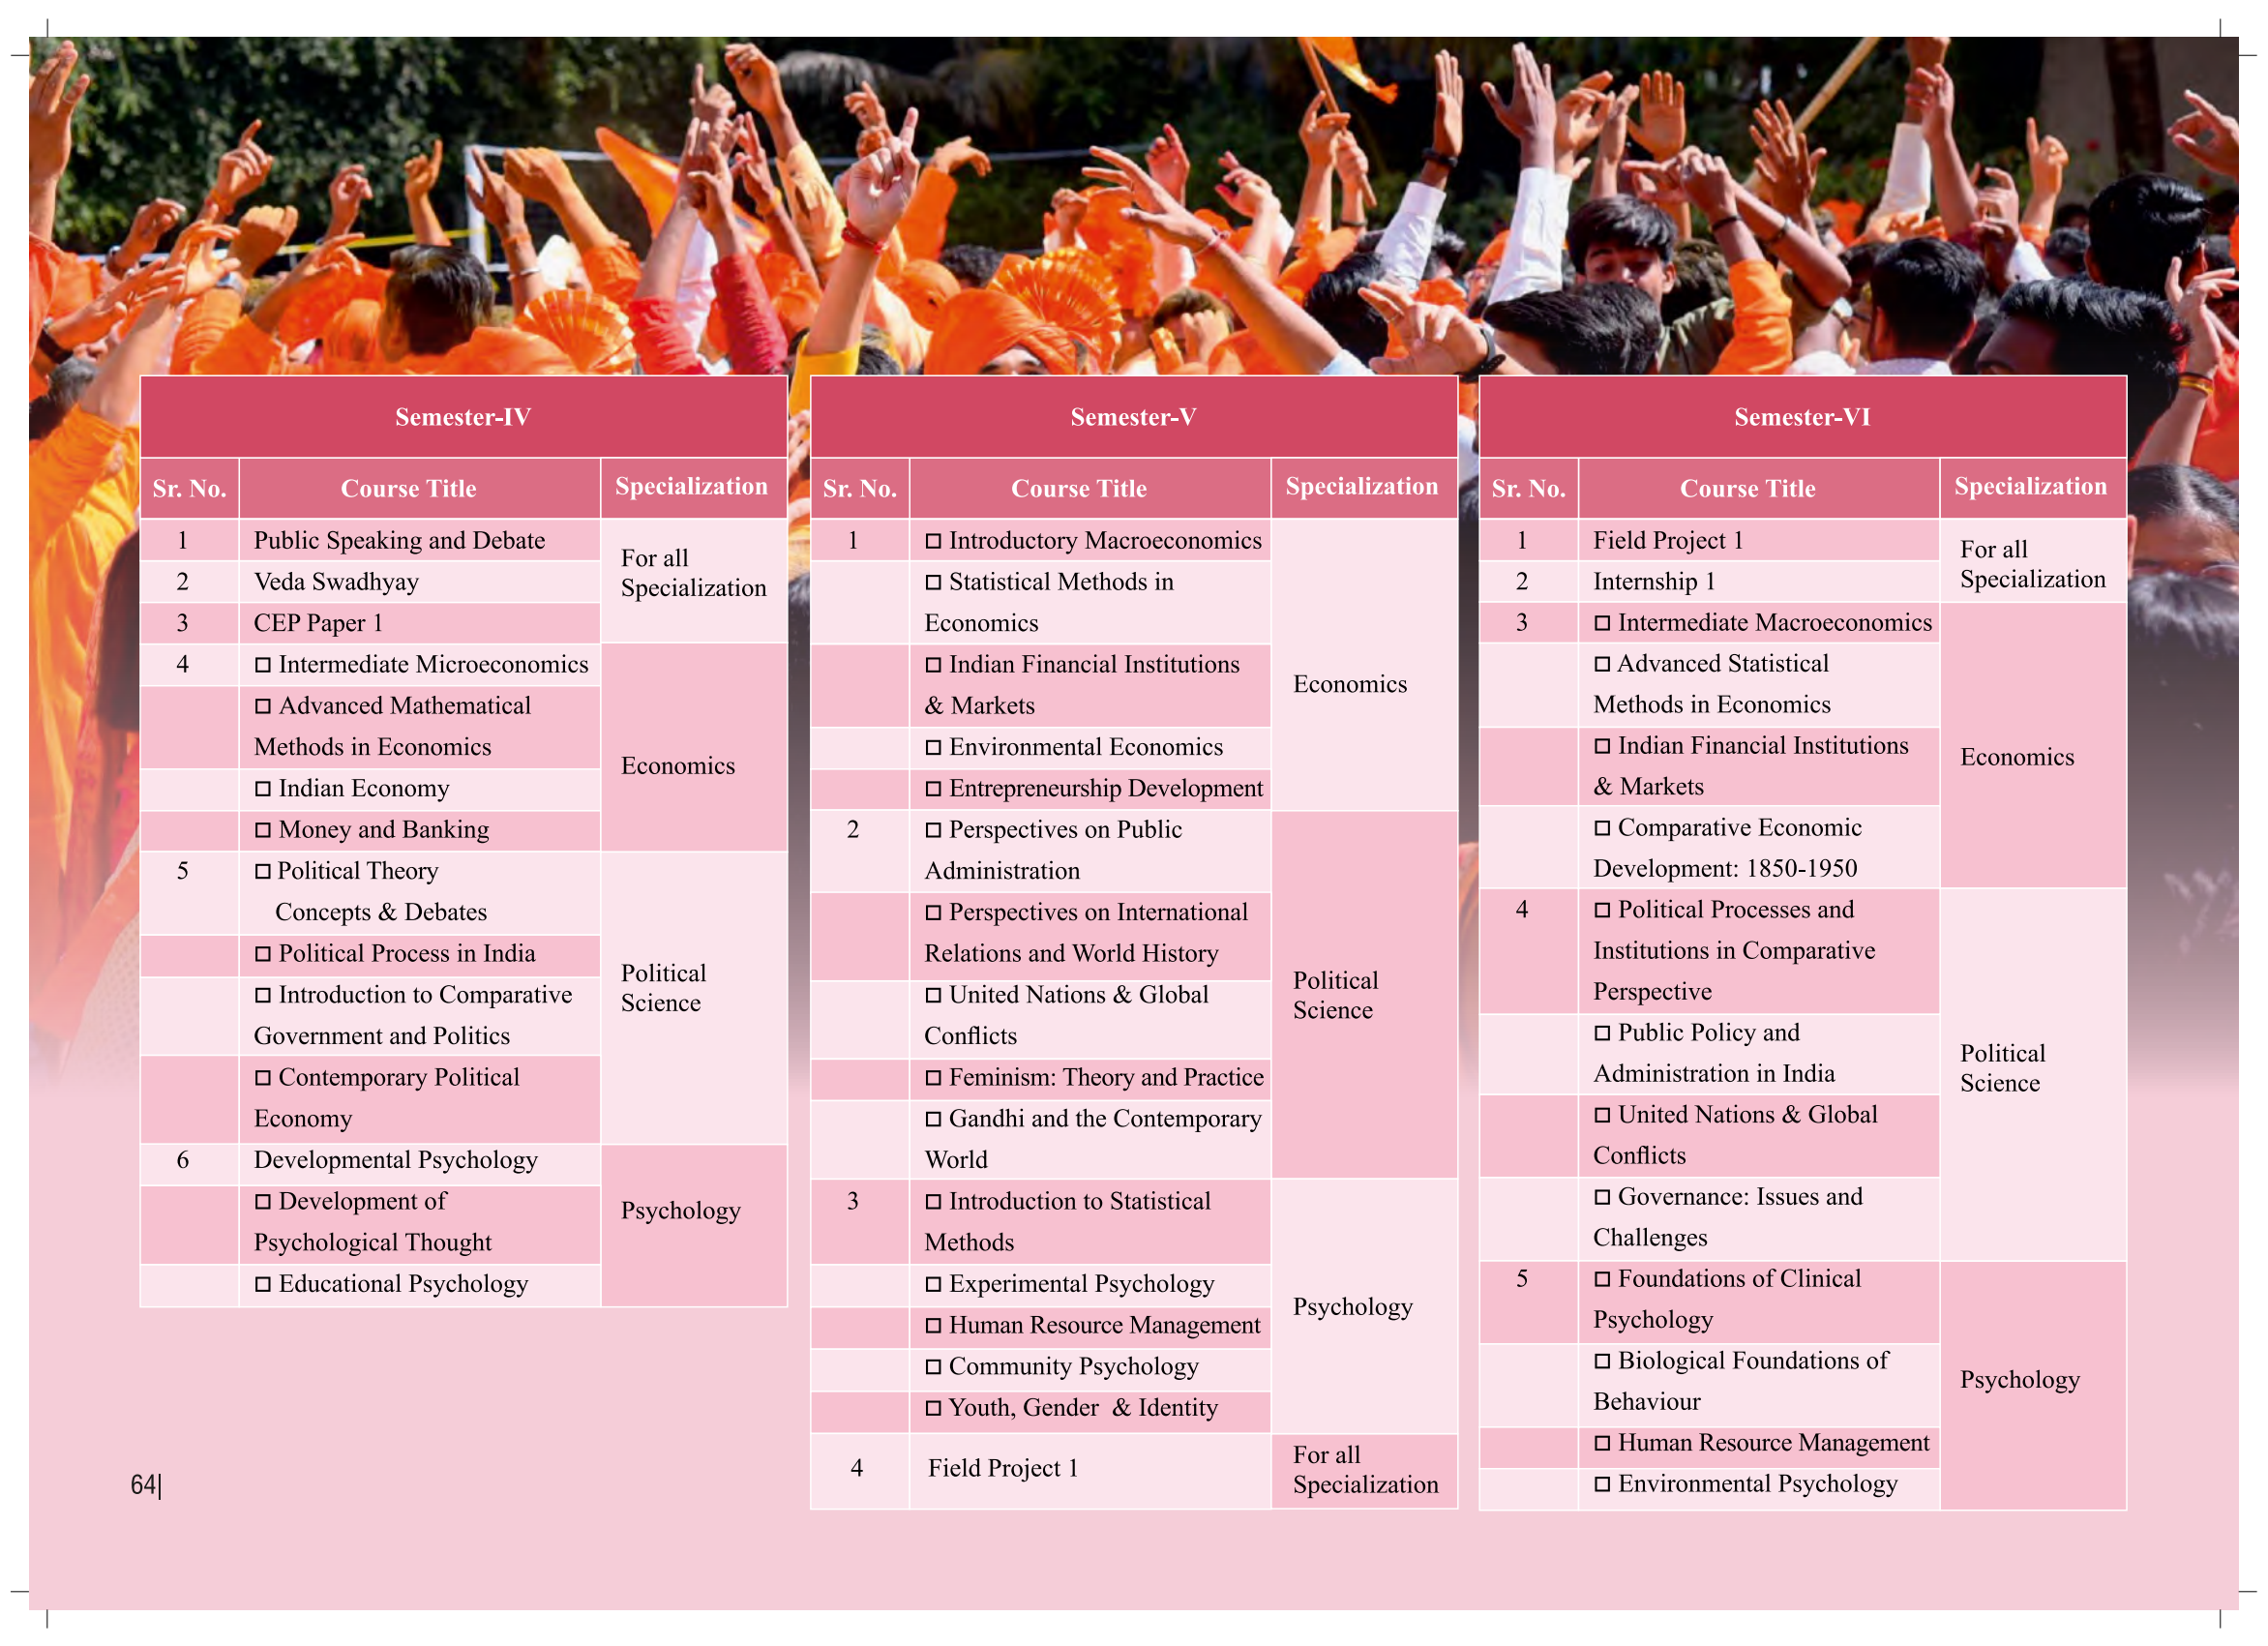 Semester-IV
Sr. No. Course Title Specialization
1 Public Speaking and Debate
For all
Specialization
2 Veda Swadhyay
3 CEP Paper 1
4 □ Intermediate Microeconomics
□ Advanced Mathematical
Methods in Economics
Economics
□ Indian Economy
□ Money and Banking
5 □ Political Theory
Concepts & Debates
□ Political Process in India
Political
Science
□ Introduction to Comparative
Government and Politics
□ Contemporary Political
Economy
6 Developmental Psychology
□ Development of
Psychological Thought
Psychology
□ Educational Psychology
Semester-V
Sr. No. Course Title Specialization
1 □ Introductory Macroeconomics
□ Statistical Methods in
Economics
□ Indian Financial Institutions
& Markets
Economics
□ Environmental Economics
□ Entrepreneurship Development
2 □ Perspectives on Public
Administration
□ Perspectives on International
Relations and World History
Political
Science
□ United Nations & Global
Conflicts
□ Feminism: Theory and Practice
□ Gandhi and the Contemporary
World
3 □ Introduction to Statistical
Methods
□ Experimental Psychology
Psychology
□ Human Resource Management
□ Community Psychology
□ Youth, Gender & Identity
4 Field Project 1
For all
Specialization
Semester-VI
Sr. No. Course Title Specialization
1 Field Project 1
For all
Specialization
2 Internship 1
3 □ Intermediate Macroeconomics
□ Advanced Statistical
Methods in Economics
□ Indian Financial Institutions
& Markets
Economics
□ Comparative Economic
Development: 1850-1950
4 □ Political Processes and
Institutions in Comparative
Perspective
□ Public Policy and
Administration in India
Political
Science
□ United Nations & Global
Conflicts
□ Governance: Issues and
Challenges
5 □ Foundations of Clinical
Psychology
□ Biological Foundations of
Behaviour
Psychology
□ Human Resource Management
□ Environmental Psychology
64|